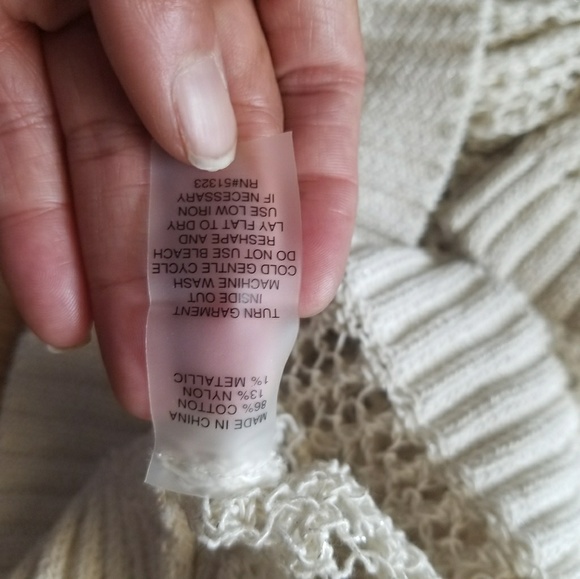 MADE IN CHINA
86% COTTON
13% NYLON
1% METALLIC
TURN GARMENT
INSIDE OUT
MACHINE WASH
COLD GENTLE CYCLE
DO NOT USE BLEACH
RESHAPE AND
LAY FLAT TO DRY
USE LOW IRON
IF NECESSARY
RN#51323